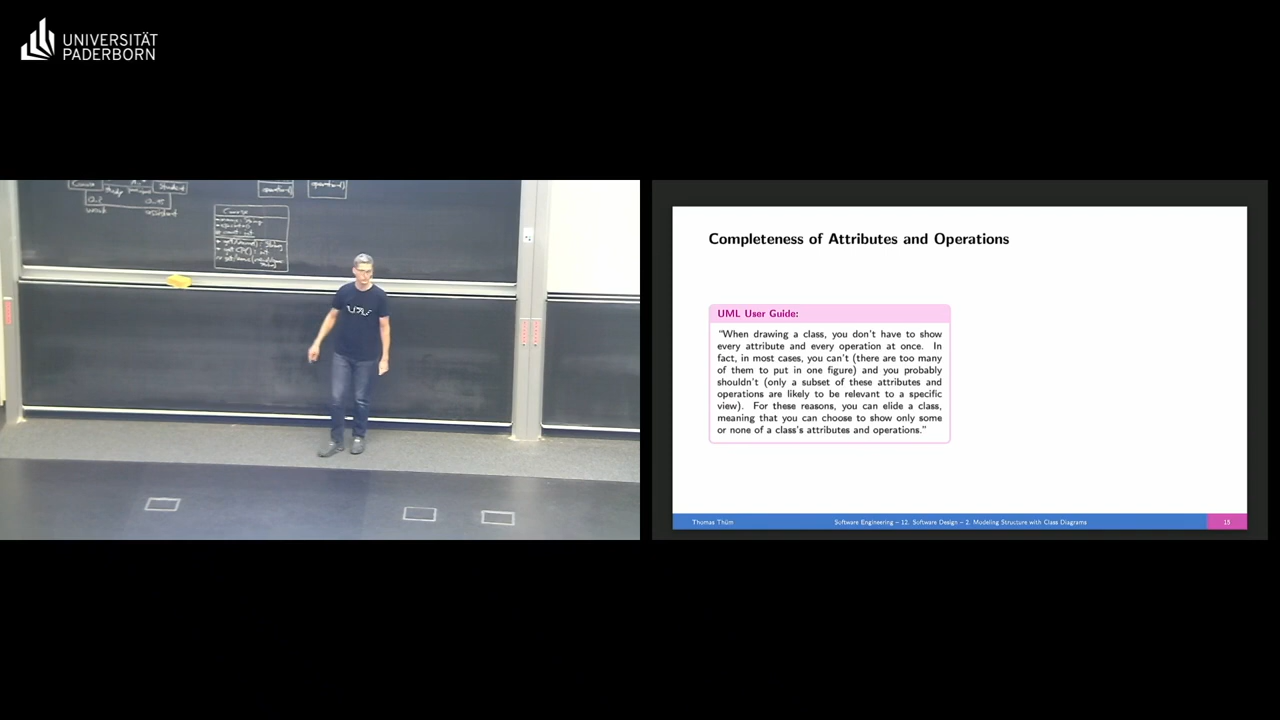 UNIVERSITÄT
PADERBORN
Course
Completeness of Attributes and Operations
UML User Guide:
“When drawing a class, you don’t have to show
every attribute and every operation at once. In
fact, in most cases, you can’t (there are too many
of them to put in one figure) and you probably
shouldn’t (only a subset of these attributes and
operations are likely to be relevant to a specific
view). For these reasons, you can elide a class,
meaning that you can choose to show only some
or none of a class’s attributes and operations.”
Thomas Thüm
Software Engineering – 12. Software Design – 2. Modeling Structure with Class Diagrams
15